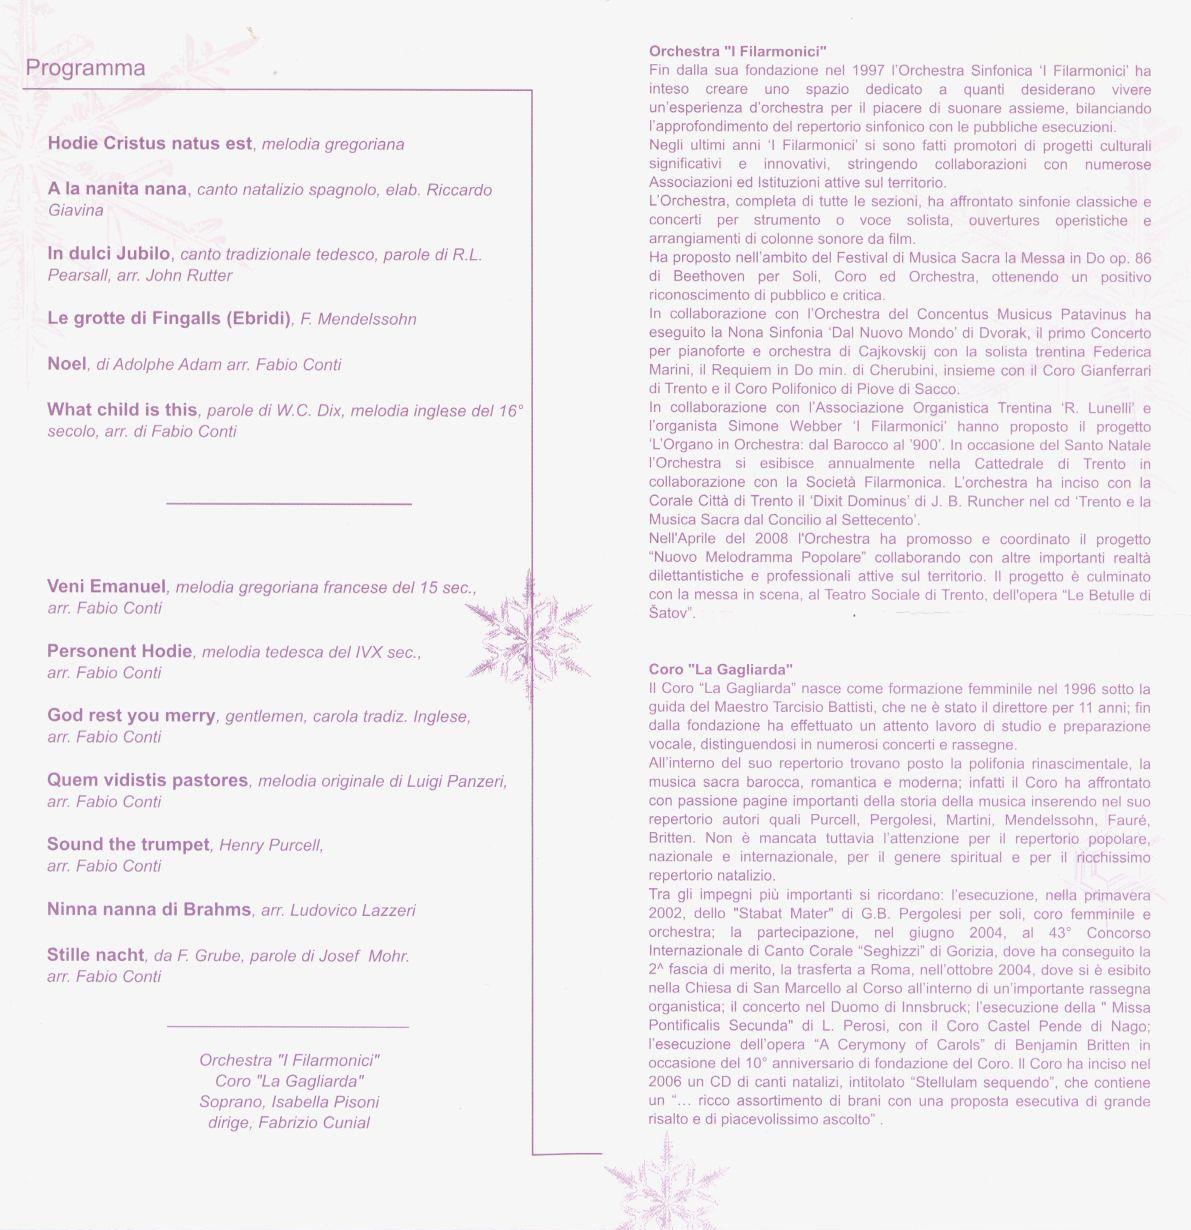 Programma
Hodie Cristus natus est, melodia gregoriana
A la nanita nana, canto natalizio spagnolo, elab. Riccardo
Giavina
In dulci Jubilo, canto tradizionale tedesco, parole di R.L.
Pearsall, arr. John Rutter
Le grotte di Fingalls (Ebridi), F. Mendelssohn
Noel, di Adolphe Adam arr. Fabio Conti
What child is this, parole di W.C. Dix, melodia inglese del 16°
secolo, arr. di Fabio Conti
Veni Emanuel, melodia gregoriana francese del 15 sec.,
arr. Fabio Conti
Personent Hodie, melodia tedesca del IVX sec.,
arr. Fabio Conti
God rest you merry, gentlemen, carola tradiz. Inglese,
arr. Fabio Conti
Quem vidistis pastores, melodia originale di Luigi Panzeri,
arr. Fabio Conti
Sound the trumpet, Henry Purcell,
arr. Fabio Conti
Ninna nanna di Brahms, arr. Ludovico Lazzeri
Stille nacht, da F. Grube, parole di Josef Mohr.
arr. Fabio Conti
Orchestra "I Filarmonici"
Coro "La Gagliarda"
Soprano, Isabella Pisoni
dirige, Fabrizio Cunial
Orchestra "I Filarmonici"
Fin dalla sua fondazione nel 1997 l’Orchestra Sinfonica ‘I Filarmonici’ ha
inteso creare uno spazio dedicato a quanti desiderano vivere
un’esperienza d’orchestra per il piacere di suonare assieme, bilanciando
l’approfondimento del repertorio sinfonico con le pubbliche esecuzioni.
Negli ultimi anni ‘I Filarmonici’ si sono fatti promotori di progetti culturali
significativi e innovativi, stringendo collaborazioni con numerose
Associazioni ed Istituzioni attive sul territorio.
L’Orchestra, completa di tutte le sezioni, ha affrontato sinfonie classiche e
concerti per strumento o voce solista, ouvertures operistiche e
arrangiamenti di colonne sonore da film.
Ha proposto nell’ambito del Festival di Musica Sacra la Messa in Do op. 86
di Beethoven per Soli, Coro ed Orchestra, ottenendo un positivo
riconoscimento di pubblico e critica.
In collaborazione con l’Orchestra del Concentus Musicus Patavinus ha
eseguito la Nona Sinfonia ‘Dal Nuovo Mondo’ di Dvorak, il primo Concerto
per pianoforte e orchestra di Cajkovskij con la solista trentina Federica
Marini, il Requiem in Do min. di Cherubini, insieme con il Coro Gianferrari
di Trento e il Coro Polifonico di Piove di Sacco.
In collaborazione con l’Associazione Organistica Trentina ‘R. Lunelli’ e
l’organista Simone Webber ‘I Filarmonici’ hanno proposto il progetto
‘L’Organo in Orchestra: dal Barocco al ’900’. In occasione del Santo Natale
l’Orchestra si esibisce annualmente nella Cattedrale di Trento in
collaborazione con la Società Filarmonica. L’orchestra ha inciso con la
Corale Città di Trento il ‘Dixit Dominus’ di J. B. Runcher nel cd ‘Trento e la
Musica Sacra dal Concilio al Settecento’.
Nell'Aprile del 2008 l'Orchestra ha promosso e coordinato il progetto
“Nuovo Melodramma Popolare” collaborando con altre importanti realtà
dilettantistiche e professionali attive sul territorio. Il progetto è culminato
con la messa in scena, al Teatro Sociale di Trento, dell'opera “Le Betulle di
Šatov”.
Coro "La Gagliarda"
Il Coro “La Gagliarda” nasce come formazione femminile nel 1996 sotto la
guida del Maestro Tarcisio Battisti, che ne è stato il direttore per 11 anni; fin
dalla fondazione ha effettuato un attento lavoro di studio e preparazione
vocale, distinguendosi in numerosi concerti e rassegne.
All’interno del suo repertorio trovano posto la polifonia rinascimentale, la
musica sacra barocca, romantica e moderna; infatti il Coro ha affrontato
con passione pagine importanti della storia della musica inserendo nel suo
repertorio autori quali Purcell, Pergolesi, Martini, Mendelssohn, Fauré,
Britten. Non è mancata tuttavia l’attenzione per il repertorio popolare,
nazionale e internazionale, per il genere spiritual e per il ricchissimo
repertorio natalizio.
Tra gli impegni più importanti si ricordano: l’esecuzione, nella primavera
2002, dello "Stabat Mater" di G.B. Pergolesi per soli, coro femminile e
orchestra; la partecipazione, nel giugno 2004, al 43° Concorso
Internazionale di Canto Corale “Seghizzi” di Gorizia, dove ha conseguito la
2^ fascia di merito, la trasferta a Roma, nell’ottobre 2004, dove si è esibito
nella Chiesa di San Marcello al Corso all’interno di un’importante rassegna
organistica; il concerto nel Duomo di Innsbruck; l’esecuzione della " Missa
Pontificalis Secunda" di L. Perosi, con il Coro Castel Pende di Nago;
l’esecuzione dell’opera “A Cerymony of Carols” di Benjamin Britten in
occasione del 10° anniversario di fondazione del Coro. Il Coro ha inciso nel
2006 un CD di canti natalizi, intitolato “Stellulam sequendo”, che contiene
un “… ricco assortimento di brani con una proposta esecutiva di grande
risalto e di piacevolissimo ascolto” .